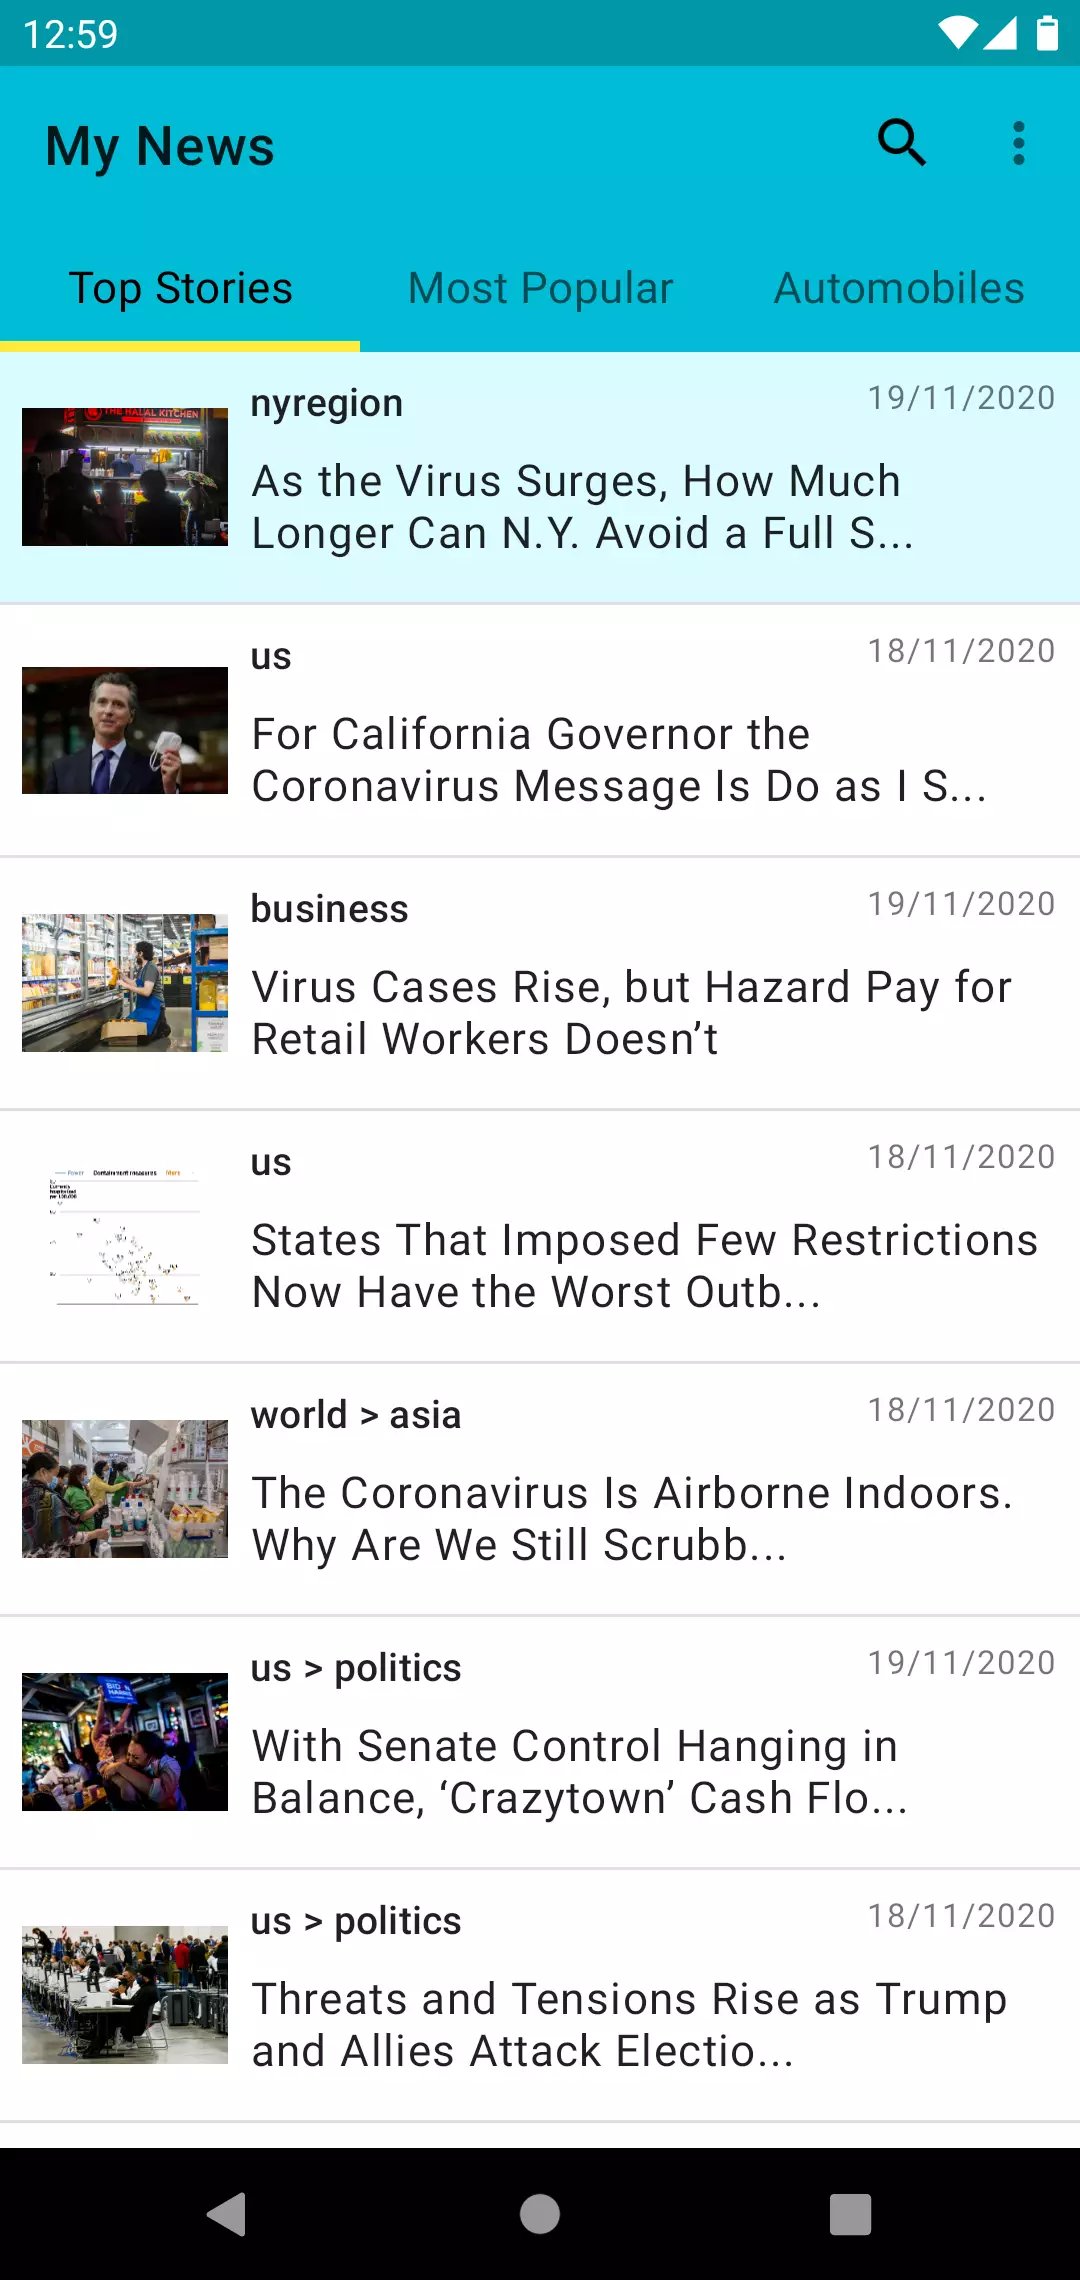 12:59
My News
Top Stories
Most Popular
Automobiles
nyregion
19/11/2020
THE HALAL KITCHEN
As the Virus Surges, How Much
Longer Can N.Y. Avoid a Full S...
us
18/11/2020
For California Governor the
Coronavirus Message Is Do as I S...
business
19/11/2020
Virus Cases Rise, but Hazard Pay for
Retail Workers Doesn’t
us
18/11/2020
Power
Containment measures
States That Imposed Few Restrictions
Now Have the Worst Outb...
world > asia
18/11/2020
The Coronavirus Is Airborne Indoors.
Why Are We Still Scrubb...
us > politics
19/11/2020
With Senate Control Hanging in
Balance, ‘Crazytown’ Cash Flo...
us > politics
18/11/2020
Threats and Tensions Rise as Trump
and Allies Attack Electio...